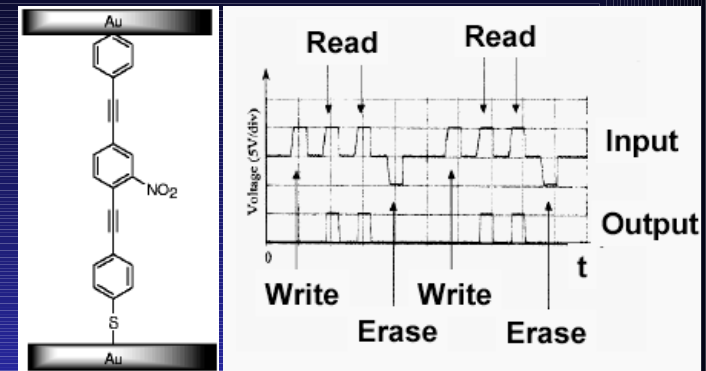 Au
NO2
S
Au
Read Read
Voltage (5V/div)
Input
Output
0
t
Write Write
Erase Erase